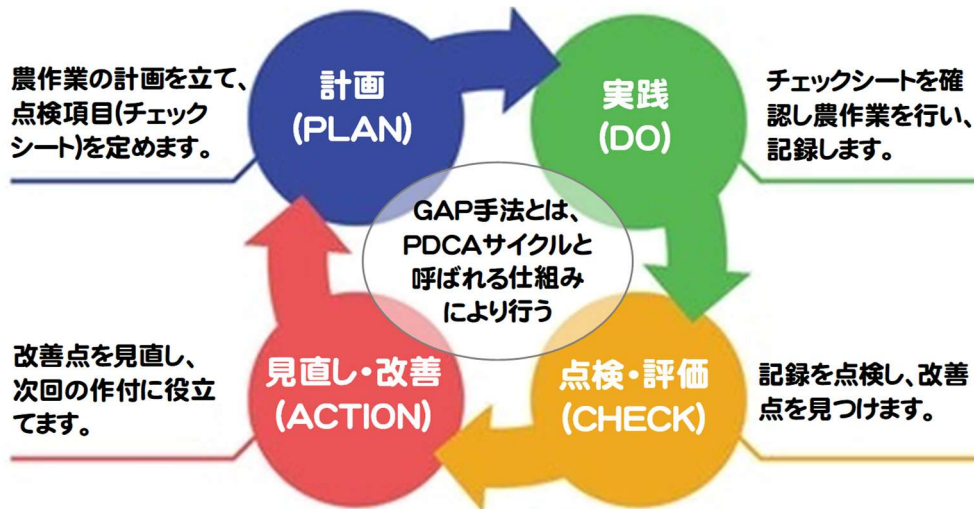 農作業の計画を立て、
点検項目(チェック
シート)を定めます。
計画
(PLAN)
実践
(DO)
チェックシートを確
認し農作業を行い、
記録します。
GAP手法とは、
PDCAサイクルと
呼ばれる仕組み
により行う
改善点を見直し、
次回の作付に役立
てます。
見直し・改善
(ACTION)
点検・評価
(CHECK)
記録を点検し、改善
点を見つけます。